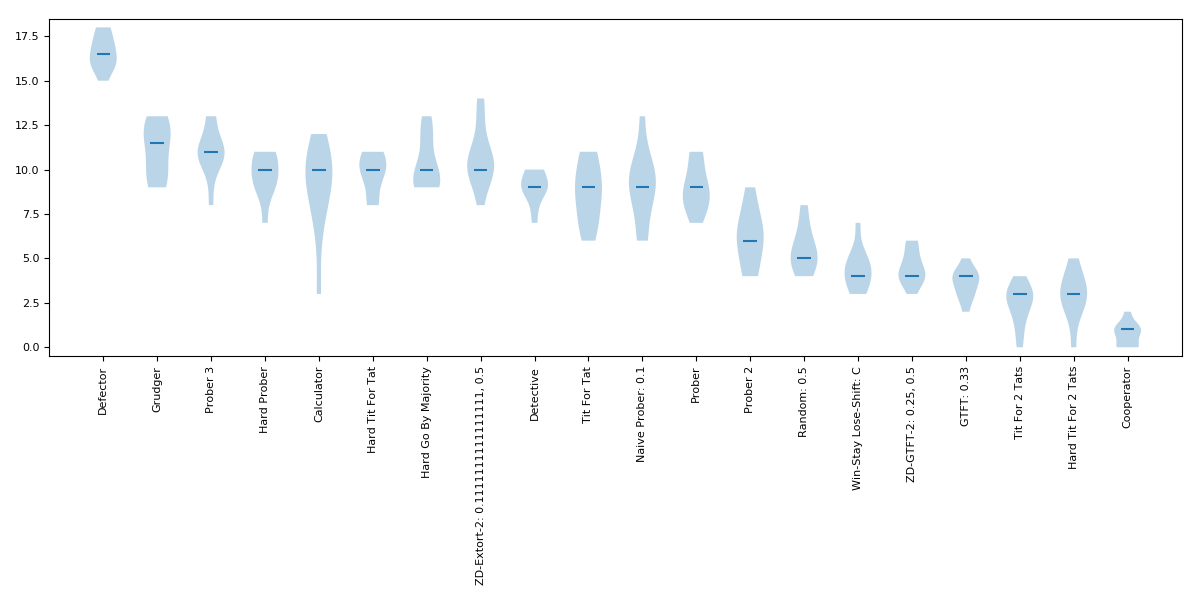 17.5
15.0
12.5
10.0
7.5
5.0
2.5
0.0
Defector
Grudger
Prober 3
Hard Prober
Calculator
Hard Tit For Tat
Hard Go By Majority
ZD-Extort-2: 0.1111111111111111, 0.5
Detective
Tit For Tat
Naive Prober: 0.1
Prober
Prober 2
Random: 0.5
Win-Stay Lose-Shift: C
ZD-GTFT-2: 0.25, 0.5
GTFT: 0.33
Tit For 2 Tats
Hard Tit For 2 Tats
Cooperator